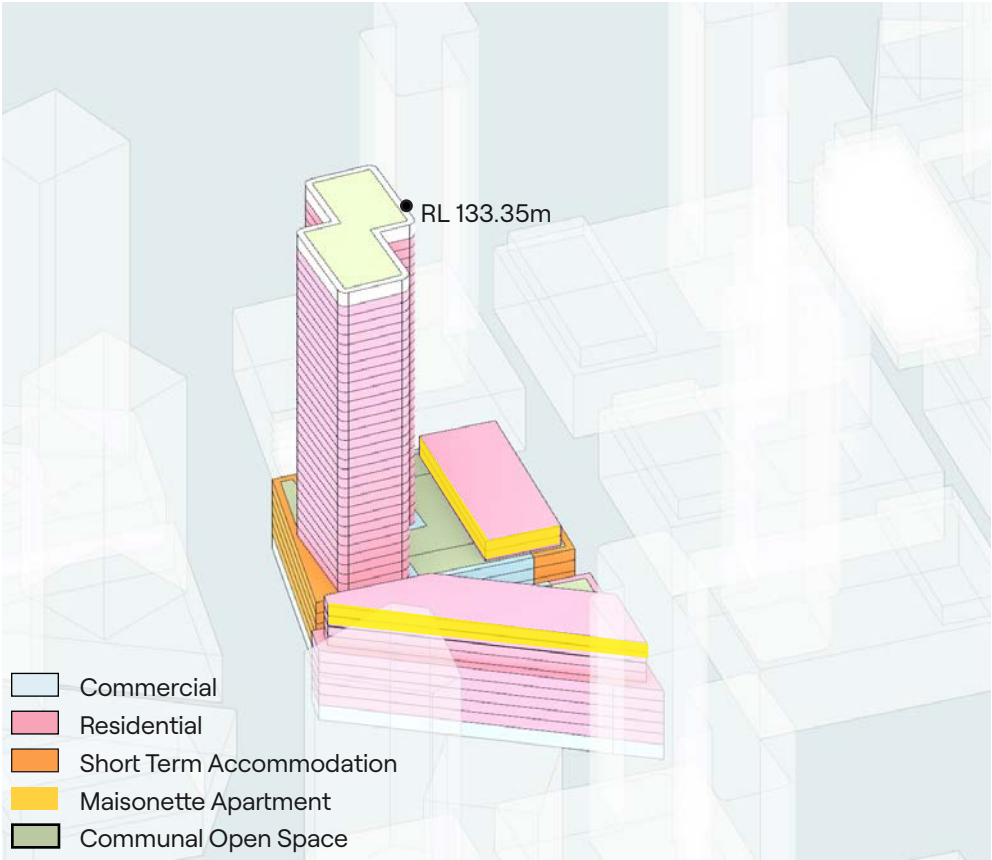 RL 133.35m
Commercial
Residential
Short Term Accommodation
Maisonette Apartment
Communal Open Space